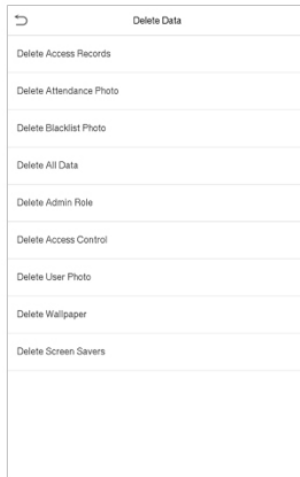 Delete Data
Delete Access Records
Delete Attendance Photo
Delete Blacklist Photo
Delete All Data
Delete Admin Role
Delete Access Control
Delete User Photo
Delete Wallpaper
Delete Screen Savers